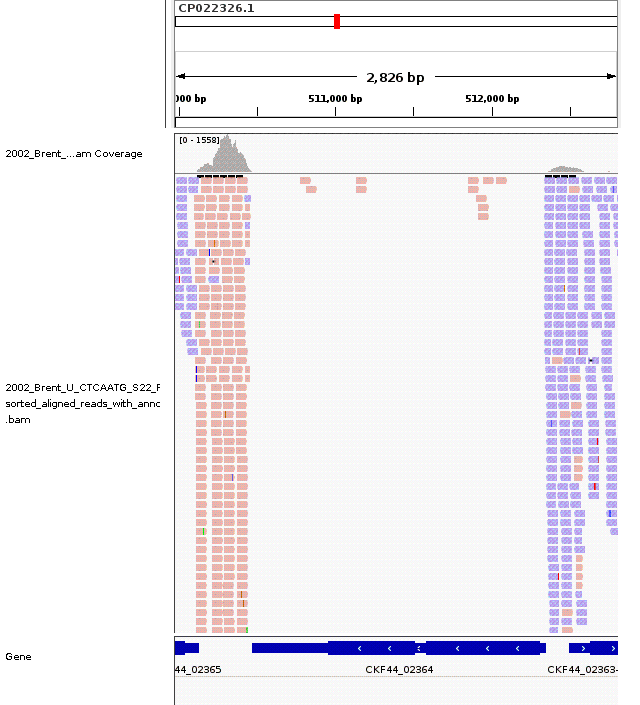 CP022326.1
2,826 bp
000 bp
511,000 bp
512,000 bp
[0 - 1558]
2002_Brent_...am Coverage
2002_Brent_U_CTCAATG_S22_F
sorted_aligned_reads_with_annc
.bam
Gene
44_02365
CKF44_02364
CKF44_02363-